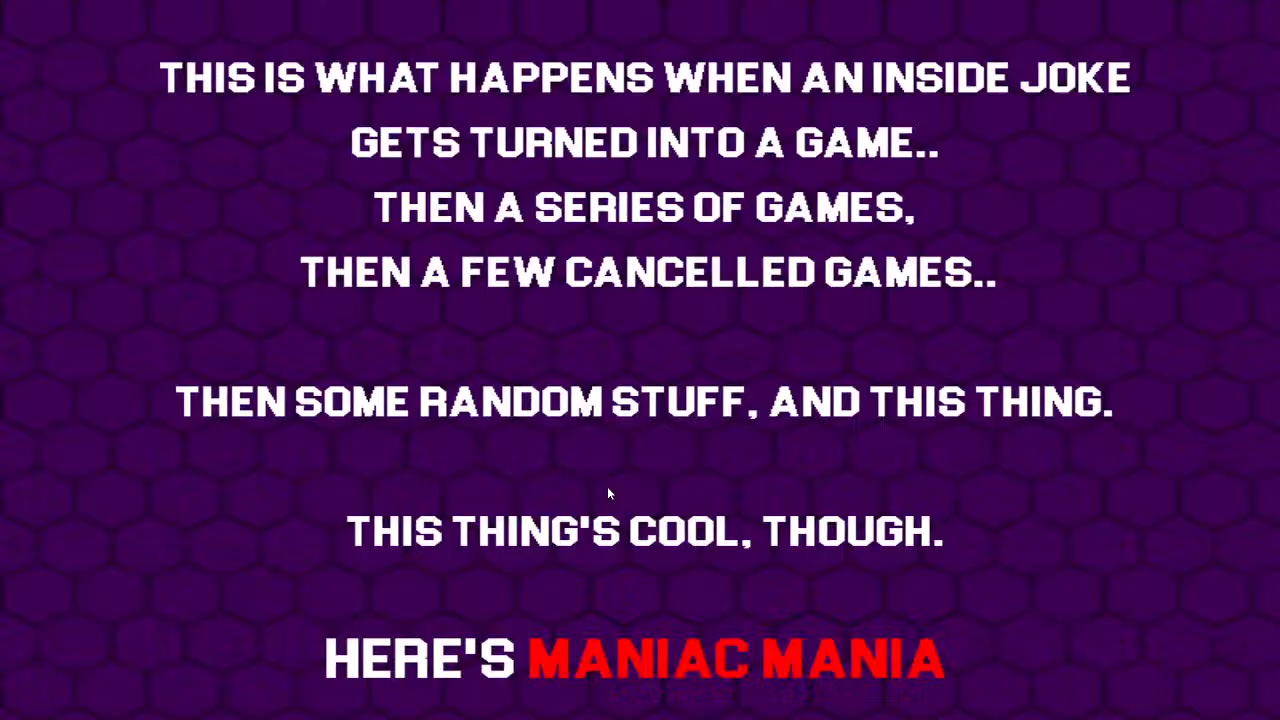 THIS IS WHAT HAPPENS WHEN AN INSIDE JOKE
GETS TURNED INTO A GAME..
THEN A SERIES OF GAMES,
THEN A FEW CANCELLED GAMES..
THEN SOME RANDOM STUFF, AND THIS THING.
THIS THING'S COOL, THOUGH.
HERE'S MANIAC MANIA